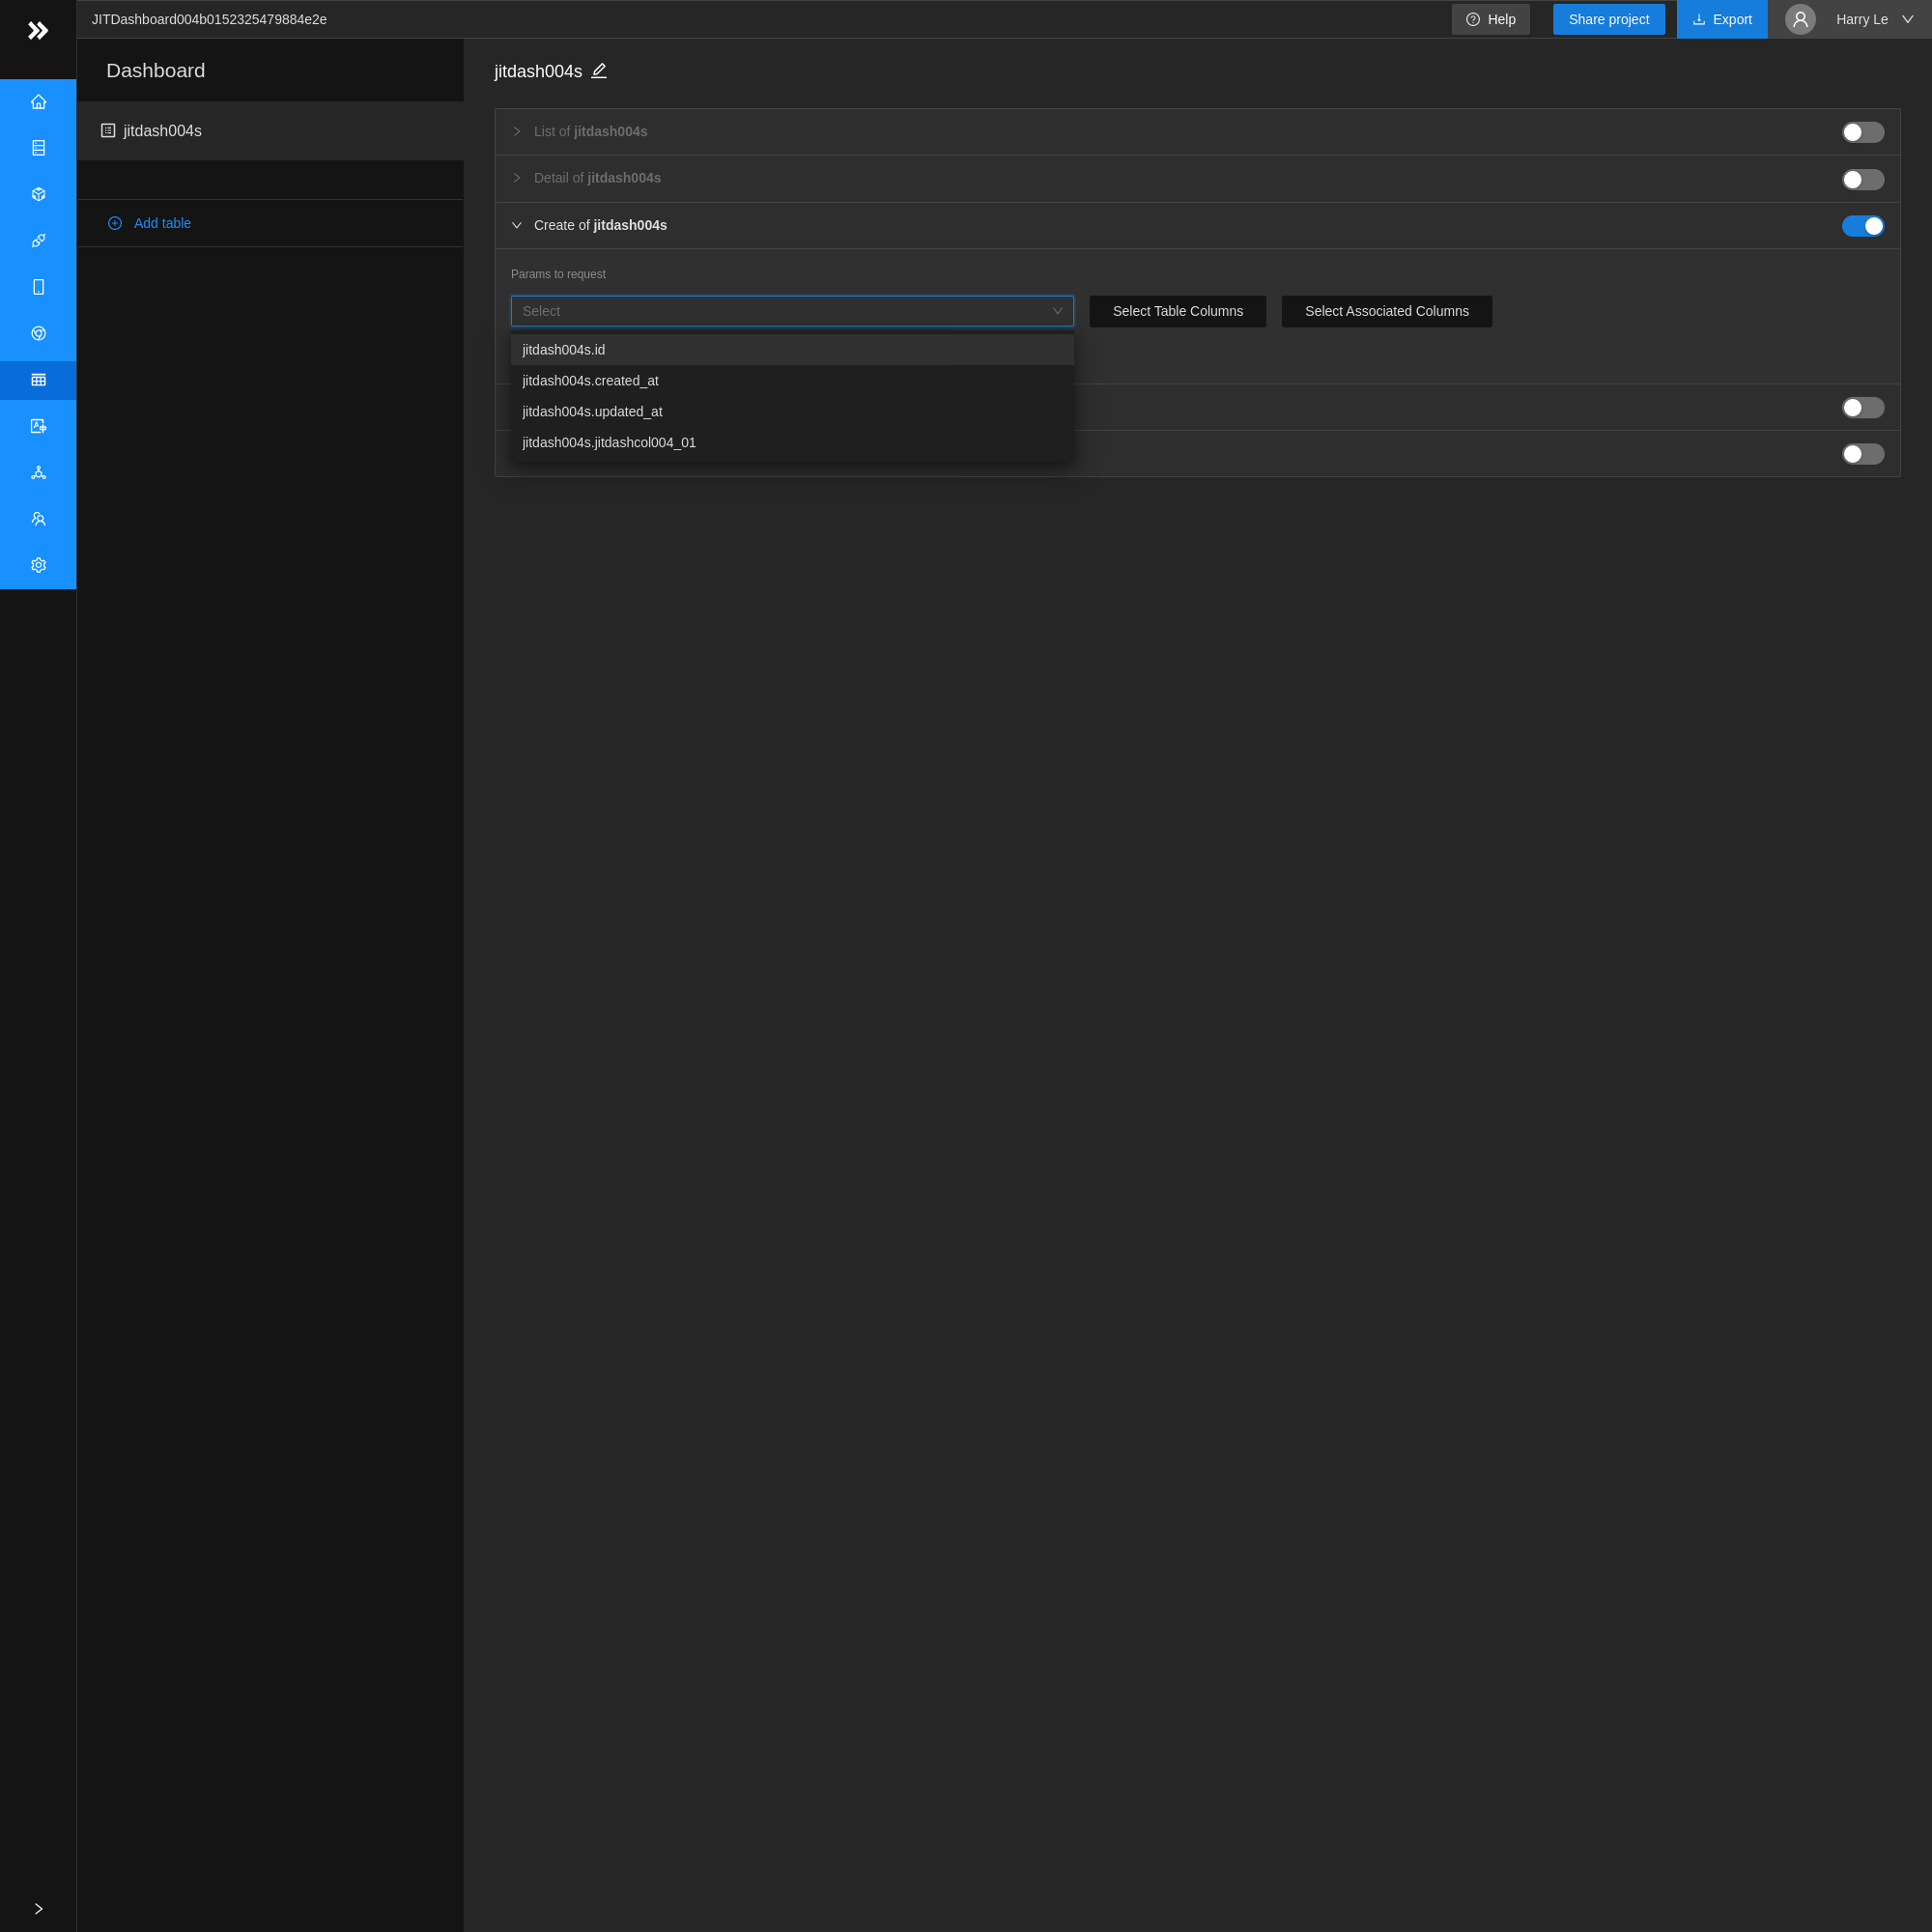 JITDashboard004b0152325479884e2e
Help
Share project
Export
Harry Le
Dashboard
jitdash004s
Add table
jitdash004s
List of jitdash004s
Detail of jitdash004s
Create of jitdash004s
Params to request
Select
Select Table Columns
Select Associated Columns
jitdash004s.id
jitdash004s.created_at
jitdash004s.updated_at
jitdash004s.jitdashcol004_01